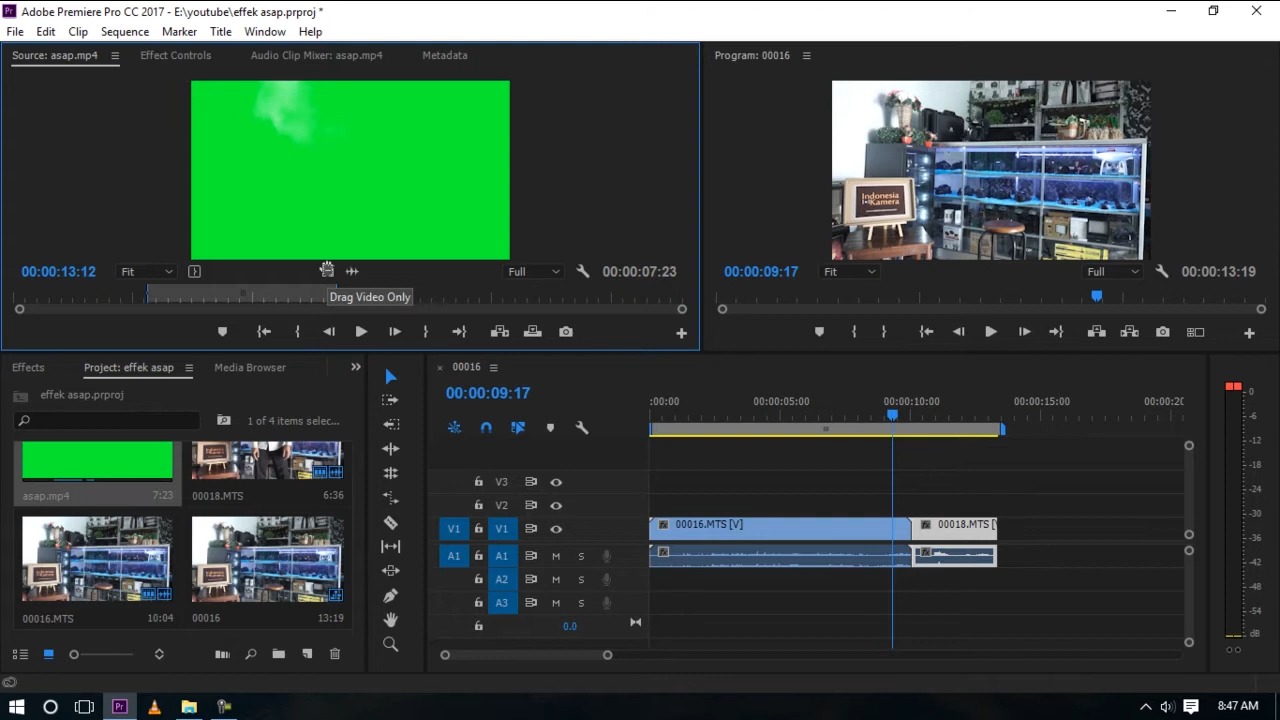 Adobe Premiere Pro CC 2017 - E:\youtube\effek asap.prproj *
File Edit Clip Sequence Marker Title Window Help
Source: asap.mp4 Effect Controls Audio Clip Mixer: asap.mp4 Metadata
Program: 00016
Indonesia
Kamera
00:00:13:12 Fit Full 00:00:07:23
00:00:09:17 Fit Full 00:00:13:19
Drag Video Only
Effects Project: effek asap Media Browser
effek asap.prproj
1 of 4 items selec...
asap.mp4 7:23
00018.MTS 6:36
00016.MTS 10:04
00016 13:19
00016
00:00:09:17
:00:00 00:00:05:00 00:00:10:00 00:00:15:00 00:00:20
V3
V2
V1 V1 00016.MTS [V] 00018.MTS [V
A1 A1 M S
A2 M S
A3 M S
0.0
0
-6
-12
-18
-24
-30
-36
-42
-48
-54
dB
S S
Pr 8:47 AM